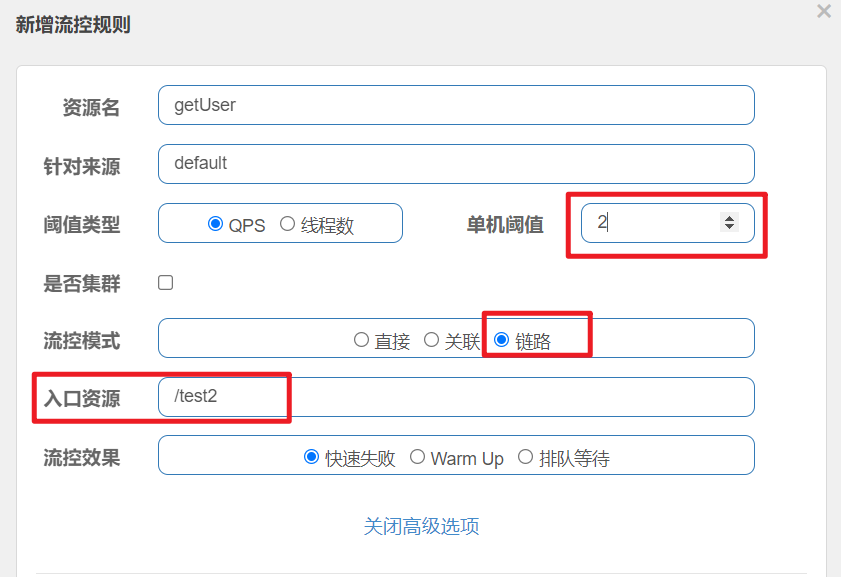 新增流控规则
×
资源名 getUser
针对来源 default
阈值类型 QPS 线程数 单机阈值 2
是否集群
流控模式 直接 关联 链路
入口资源 /test2
流控效果 快速失败 Warm Up 排队等待
关闭高级选项